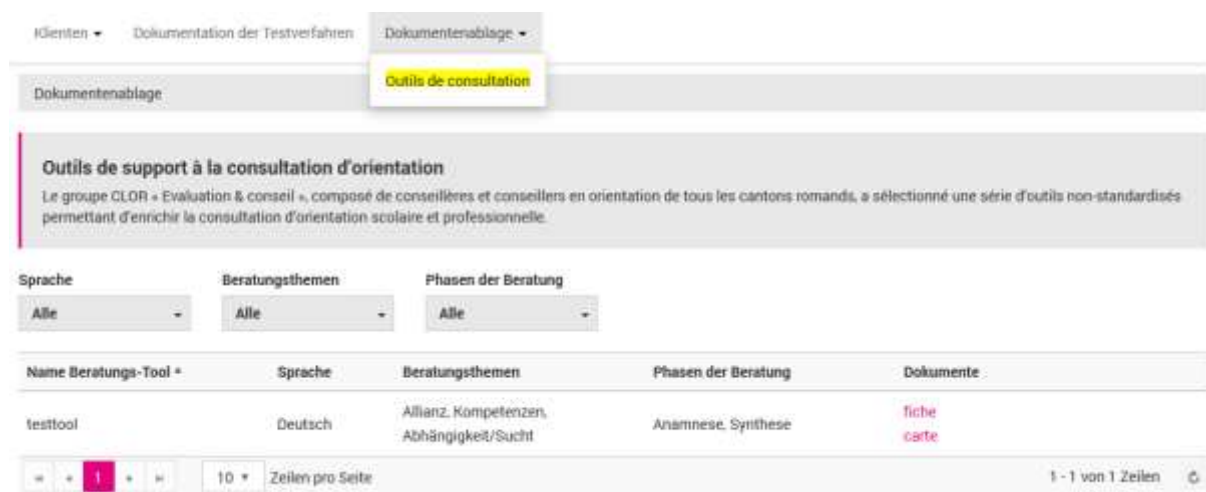 Klienten Dokumentation der Testverfahren Dokumentenablage
Outils de consultation
Dokumentenablage
Outils de support à la consultation d'orientation
Le groupe CLOR « Evaluation & conseil », composé de conseillères et conseillers en orientation de tous les cantons romands, a sélectionné une série d'outils non-standardisés
permettant d'enrichir la consultation d'orientation scolaire et professionnelle.
Sprache Beratungsthemen Phasen der Beratung
Alle Alle Alle
Name Beratungs-Tool Sprache Beratungsthemen Phasen der Beratung Dokumente
testtool Deutsch Allianz, Kompetenzen, Anamnese, Synthese fiche
Abhängigkeit/Sucht carte
1 10 Zeilen pro Seite 1 - 1 von 1 Zeilen